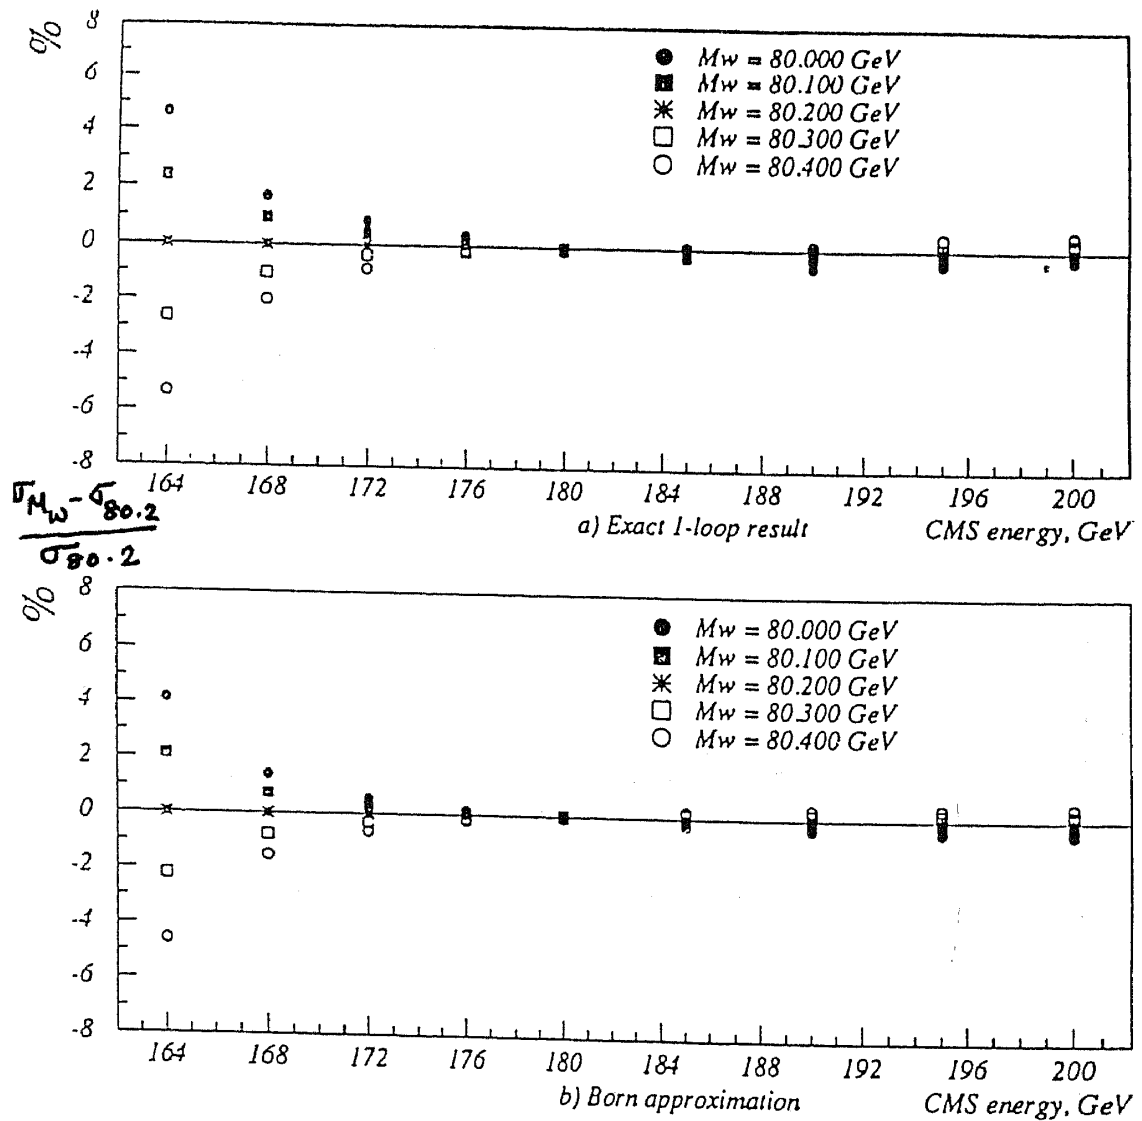 %
8
6
4
2
0
-2
-4
-6
-8
Mw = 80.000 GeV
Mw = 80.100 GeV
Mw = 80.200 GeV
Mw = 80.300 GeV
Mw = 80.400 GeV
164 168 172 176 180 184 188 192 196 200
a) Exact 1-loop result CMS energy, GeV
σMw - σ80.2
σ80.2
%
8
6
4
2
0
-2
-4
-6
-8
Mw = 80.000 GeV
Mw = 80.100 GeV
Mw = 80.200 GeV
Mw = 80.300 GeV
Mw = 80.400 GeV
164 168 172 176 180 184 188 192 196 200
b) Born approximation CMS energy, GeV